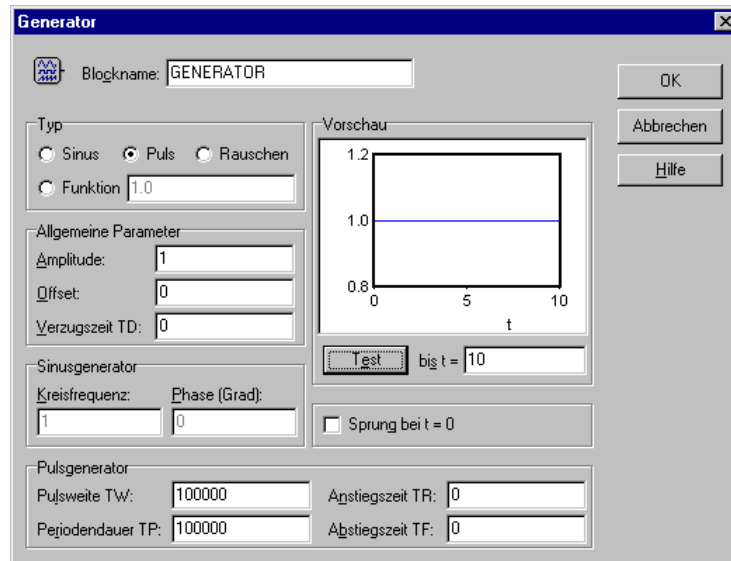 Generator
Blockname: GENERATOR
OK
Abbrechen
Hilfe
Typ
Sinus Puls Rauschen
Funktion 1.0
Vorschau
1.2
1.0
0.8
0 5 10
t
Test bis t = 10
Allgemeine Parameter
Amplitude: 1
Offset: 0
Verzugszeit TD: 0
Sinusgenerator
Kreisfrequenz: Phase (Grad):
1 0
Sprung bei t = 0
Pulsgenerator
Pulsweite TW: 100000 Anstiegszeit TR: 0
Periodendauer TP: 100000 Abstiegszeit TF: 0